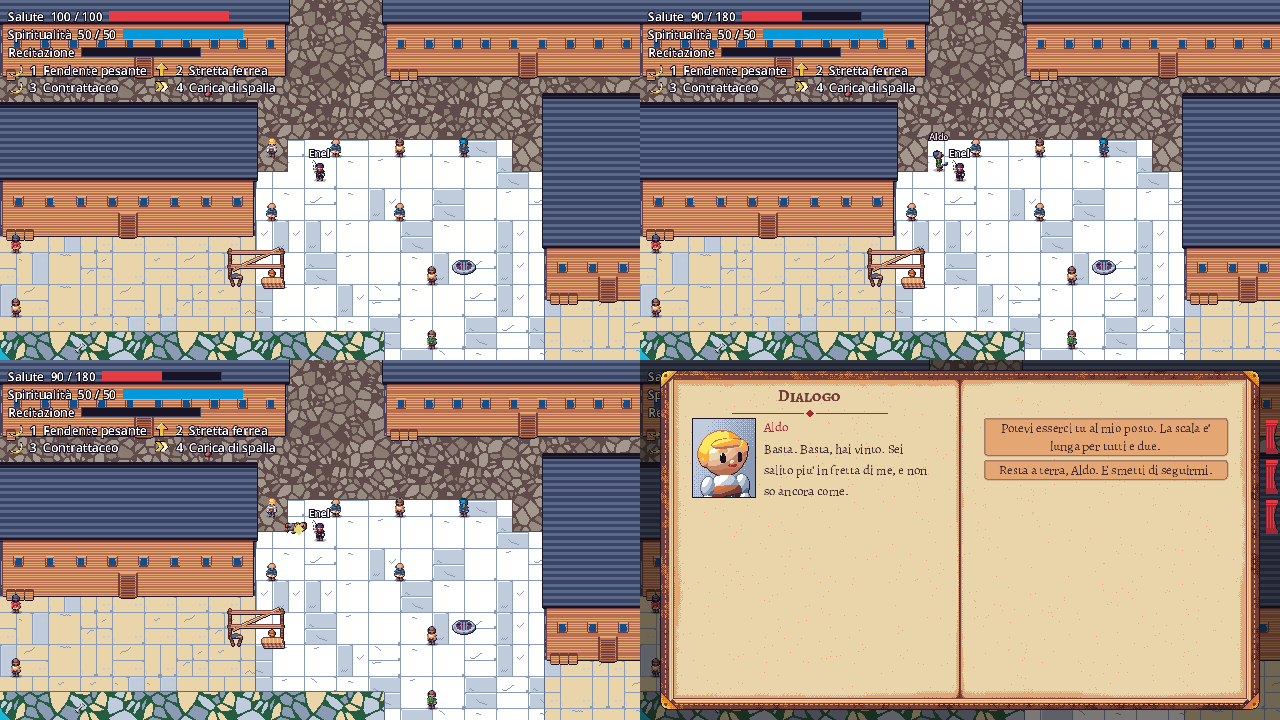 Salute 100 / 100
Spiritualità 50 / 50
Recitazione
1 Fendente pesante 2 Stretta ferrea
3 Contrattacco 4 Carica di spalla
Enel
Salute 90 / 180
Spiritualità 50 / 50
Recitazione
1 Fendente pesante 2 Stretta ferrea
3 Contrattacco 4 Carica di spalla
Aldo
Enel
Salute 90 / 180
Spiritualità 50 / 50
Recitazione
1 Fendente pesante 2 Stretta ferrea
3 Contrattacco 4 Carica di spalla
Enel
Dialogo
Aldo
Basta. Basta, hai vinto. Sei
salito piu' in fretta di me, e non
so ancora come.
Potevi esserci tu al mio posto. La scala e'
lunga per tutti e due.
Resta a terra, Aldo. E smetti di seguirmi.